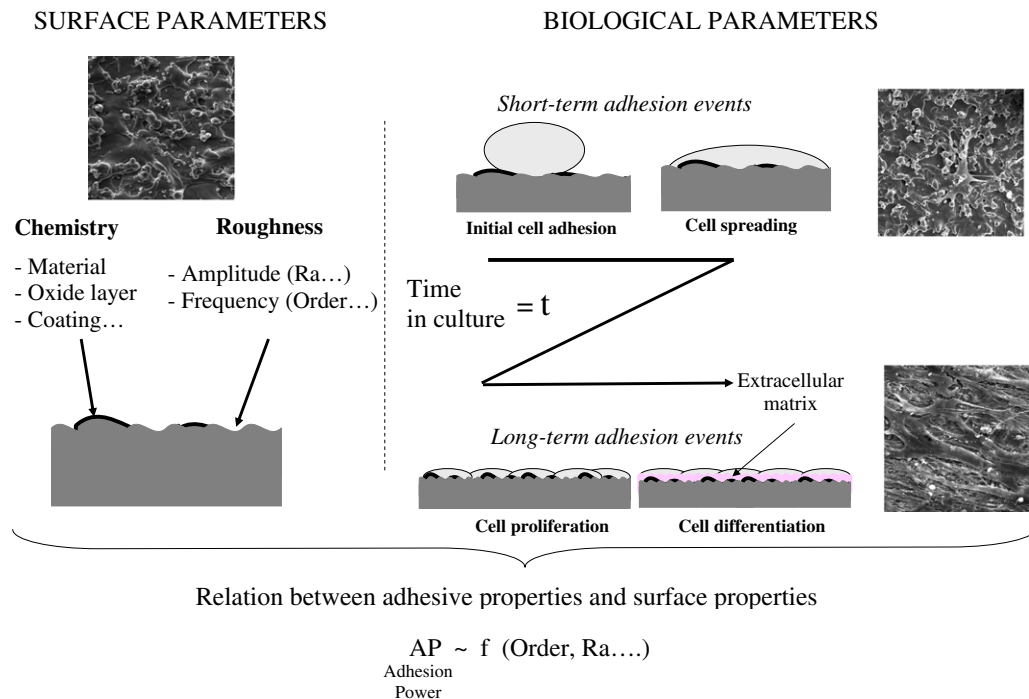 SURFACE PARAMETERS
Chemistry
- Material
- Oxide layer
- Coating…
Roughness
- Amplitude (Ra…)
- Frequency (Order…)
BIOLOGICAL PARAMETERS
Short-term adhesion events
Initial cell adhesion
Cell spreading
Time
in culture = t
Extracellular
matrix
Long-term adhesion events
Cell proliferation
Cell differentiation
Relation between adhesive properties and surface properties
AP ~ f (Order, Ra….)
Adhesion
Power